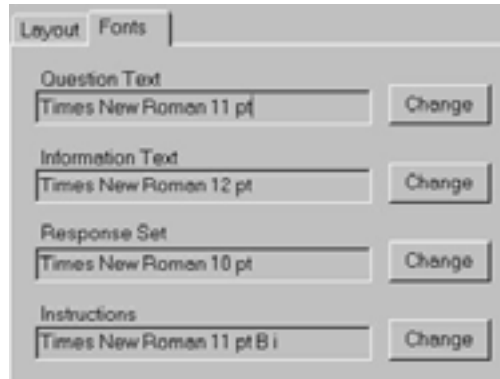 Layout Fonts
Question Text
Times New Roman 11 pt Change
Information Text
Times New Roman 12 pt Change
Response Set
Times New Roman 10 pt Change
Instructions
Times New Roman 11 pt B i Change